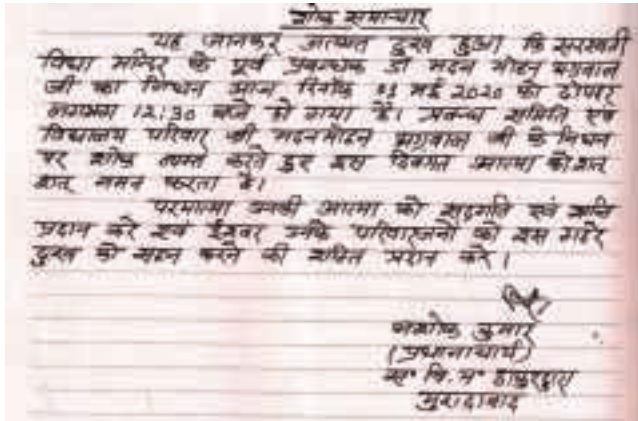 शोक समाचार
यह जानकर अत्यंत दुख हुआ कि सरस्वती
विद्या मन्दिर के पूर्व प्रबन्धक डॉ मदन मोहन अग्रवाल
जी का निधन आज दिनाँक मई 2020 को दोपहर
लगभग 12:30 बजे हो गया है। प्रबन्ध समिति एवं
विद्यालय परिवार श्री मदनमोहन अग्रवाल जी के निधन
पर शोक व्यक्त करते हुए इस दिवंगत आत्मा को शत्
शत् नमन करता है।
परमात्मा उनकी आत्मा को सद्गति एवं शान्ति
प्रदान करे एवं ईश्वर उनके परिवारजनों को इस गहरे
दुख को सहन करने की शक्ति प्रदान करे।
अशोक कुमार
(प्रधानाचार्य)
स॰ वि. म॰ ठाकुरद्वारा
मुरादाबाद